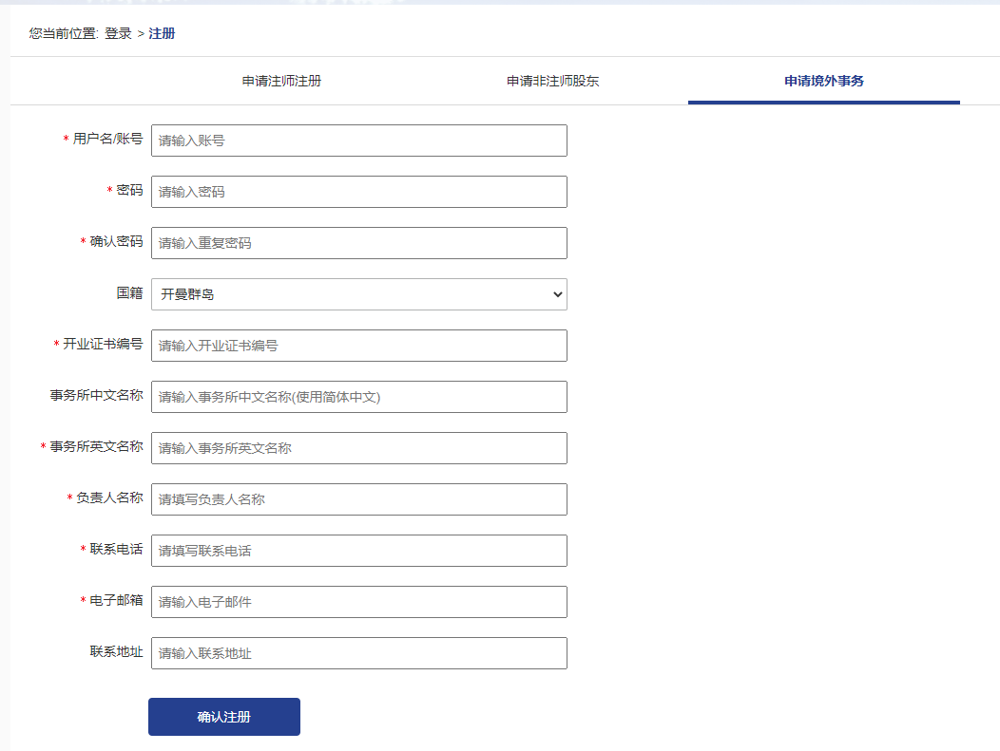 您当前位置: 登录 > 注册
申请注师注册 申请非注师股东 申请境外事务
* 用户名/账号 请输入账号
* 密码 请输入密码
* 确认密码 请输入重复密码
国籍 开曼群岛
* 开业证书编号 请输入开业证书编号
事务所中文名称 请输入事务所中文名称(使用简体中文)
* 事务所英文名称 请输入事务所英文名称
* 负责人名称 请填写负责人名称
* 联系电话 请填写联系电话
* 电子邮箱 请输入电子邮件
联系地址 请输入联系地址
确认注册